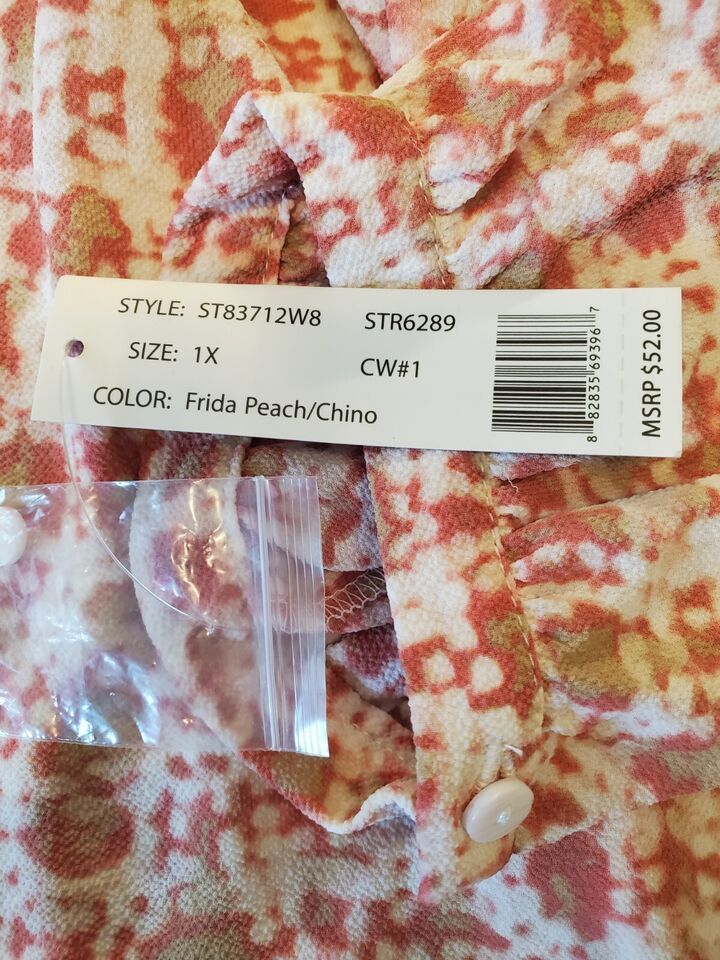 STYLE: ST83712W8 STR6289
SIZE: 1X CW#1
COLOR: Frida Peach/Chino
8 82835 69396 7
MSRP $52.00